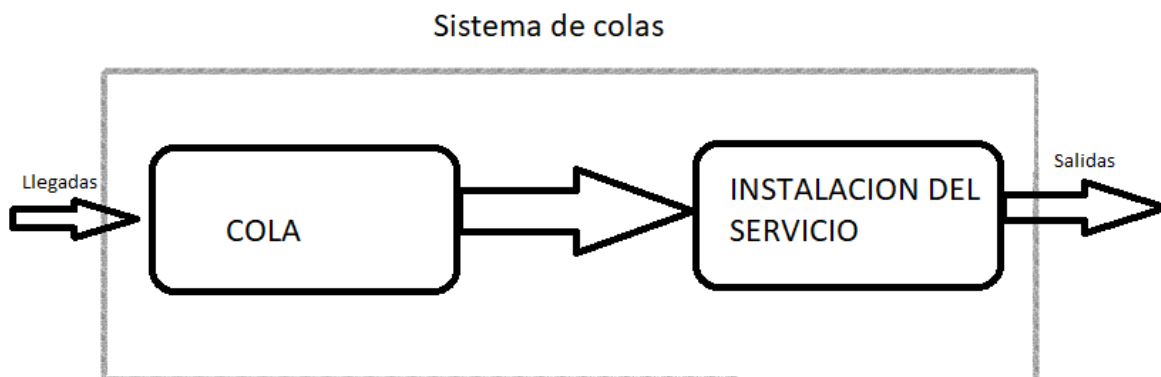 Sistema de colas
Llegadas
COLA
INSTALACION DEL
SERVICIO
Salidas